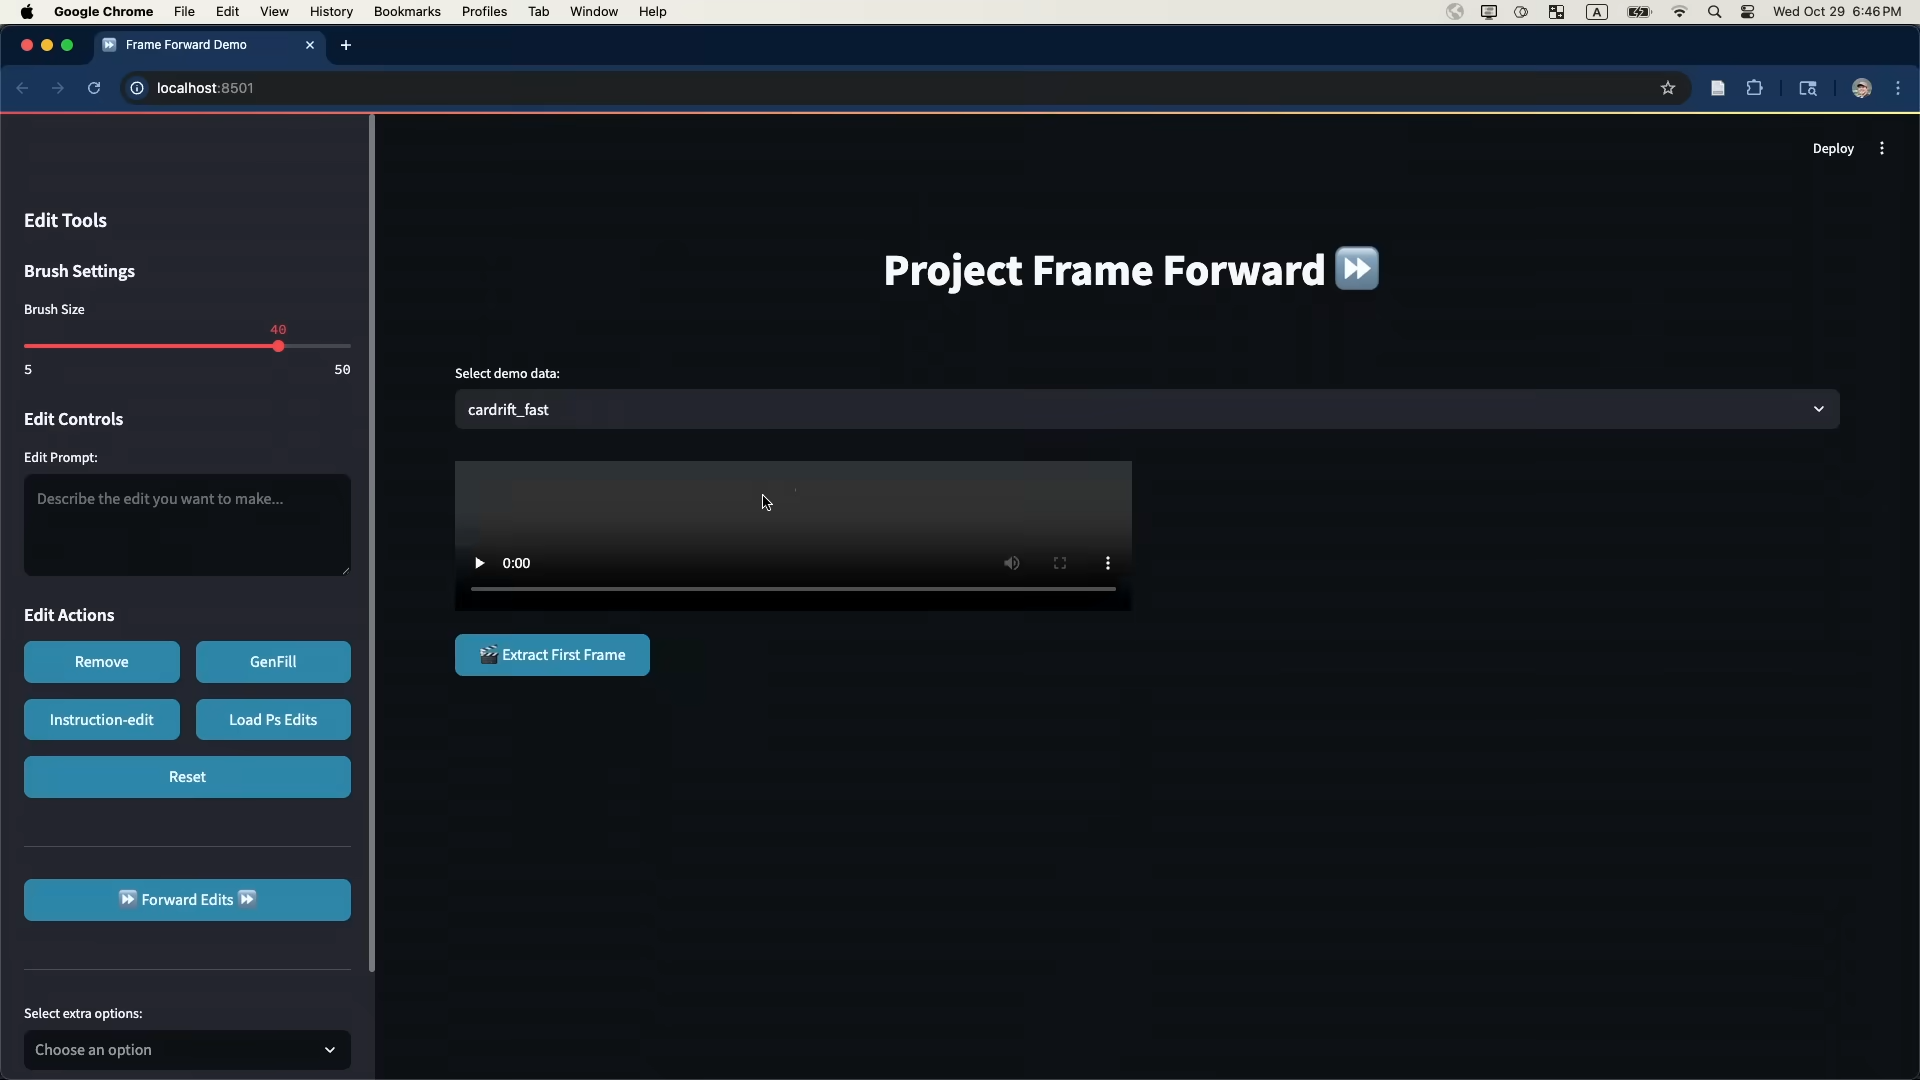 Google Chrome File Edit View History Bookmarks Profiles Tab Window Help A Wed Oct 29 6:46 PM
Frame Forward Demo
localhost:8501
Deploy
Edit Tools
Brush Settings
Brush Size
40
5 50
Edit Controls
Edit Prompt:
Describe the edit you want to make...
Edit Actions
Remove GenFill
Instruction-edit Load Ps Edits
Reset
Forward Edits
Select extra options:
Choose an option
Project Frame Forward
Select demo data:
cardrift_fast
0:00
Extract First Frame